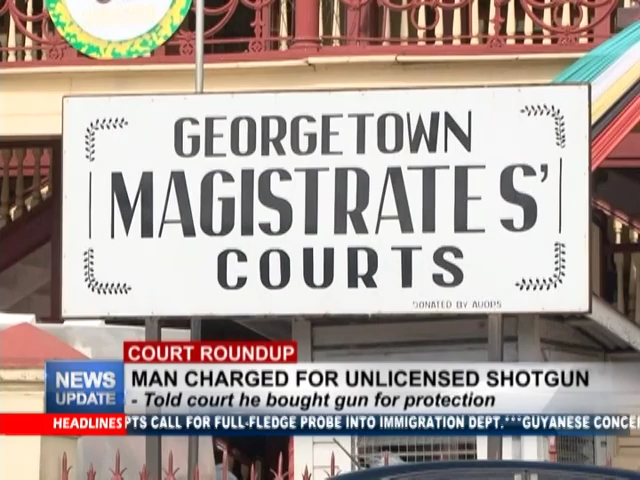 GEORGETOWN
MAGISTRATES'
COURTS
DONATED BY AUOPS
COURT ROUNDUP
NEWS
UPDATE
MAN CHARGED FOR UNLICENSED SHOTGUN
- Told court he bought gun for protection
HEADLINES PTS CALL FOR FULL-FLEDGE PROBE INTO IMMIGRATION DEPT.***GUYANESE CONCE